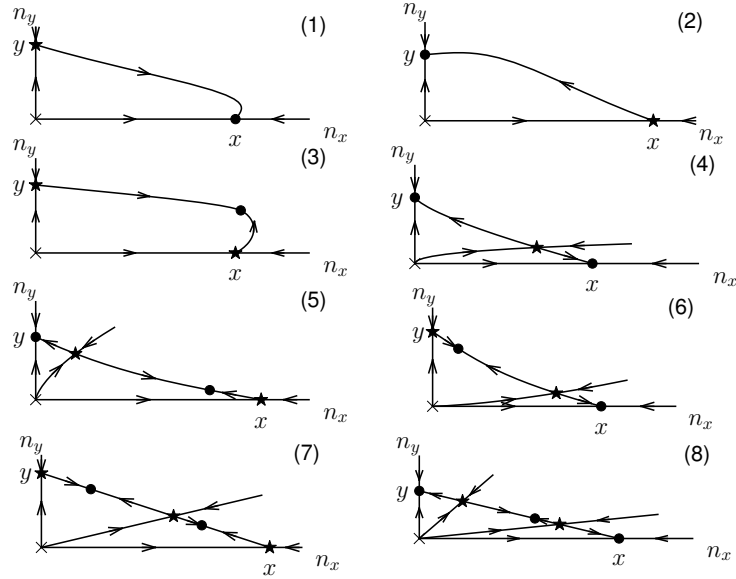 n_y (1)
y
x n_x
n_y (2)
y
x n_x
n_y (3)
y
x n_x
n_y (4)
y
x n_x
n_y (5)
y
x n_x
n_y (6)
y
x n_x
n_y (7)
y
x n_x
n_y (8)
y
x n_x